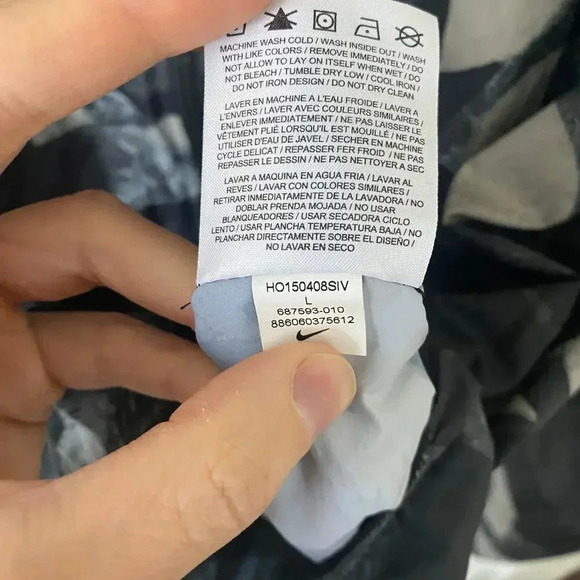 MACHINE WASH COLD / WASH INSIDE OUT / WASH
WITH LIKE COLORS / REMOVE IMMEDIATELY / DO
NOT ALLOW TO LAY ON ITSELF WHEN WET / DO
NOT BLEACH / TUMBLE DRY LOW / COOL IRON /
DO NOT IRON DESIGN / DO NOT DRY CLEAN
LAVER EN MACHINE A L'EAU FROIDE / LAVER A
L'ENVERS / LAVER AVEC COULEURS SIMILAIRES /
ENLEVER IMMEDIATEMENT / NE PAS LAISSER LE
VÊTEMENT PLIÉ LORSQU'IL EST MOUILLÉ / NE PAS
UTILISER D'EAU DE JAVEL / SECHER EN MACHINE
CYCLE DELICAT / REPASSER FER FROID / NE PAS
REPASSER LE DESSIN / NE PAS NETTOYER A SEC
LAVAR A MAQUINA EN AGUA FRIA / LAVAR AL
REVES / LAVAR CON COLORES SIMILARES /
RETIRAR INMEDIATAMENTE DE LA LAVADORA / NO
DOBLAR PRENDA MOJADA / NO USAR
BLANQUEADORES / USAR SECADORA CICLO
LOW / USAR PLANCHA TEMPERATURA BAJA / NO
PLANCHAR DIRECTAMENTE SOBRE EL DISEÑO /
NO LAVAR EN SECO
HO150408SIV
L
687593-010
886060375612